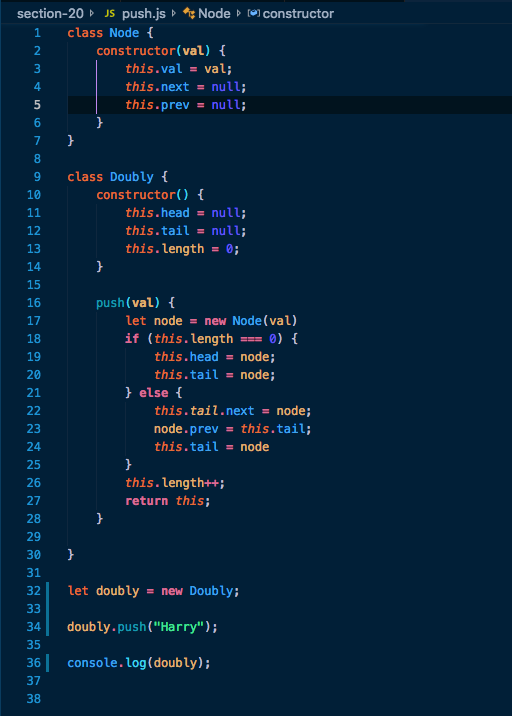 section-20 > JS push.js > Node > constructor
1 class Node {
2 constructor(val) {
3 this.val = val;
4 this.next = null;
5 this.prev = null;
6 }
7 }
8
9 class Doubly {
10 constructor() {
11 this.head = null;
12 this.tail = null;
13 this.length = 0;
14 }
15
16 push(val) {
17 let node = new Node(val)
18 if (this.length === 0) {
19 this.head = node;
20 this.tail = node;
21 } else {
22 this.tail.next = node;
23 node.prev = this.tail;
24 this.tail = node
25 }
26 this.length++;
27 return this;
28 }
29
30 }
31
32 let doubly = new Doubly;
33
34 doubly.push("Harry");
35
36 console.log(doubly);
37
38